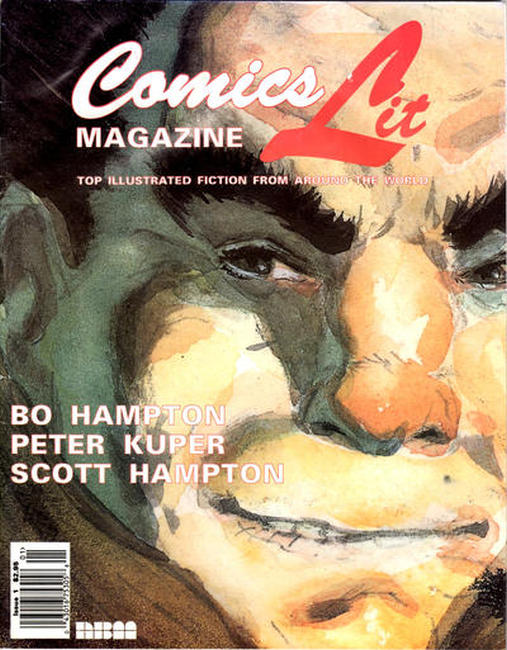 Comics Lit
MAGAZINE
TOP ILLUSTRATED FICTION FROM AROUND THE WORLD
BO HAMPTON
PETER KUPER
SCOTT HAMPTON
Issue 1 $2.95
01>
nbm